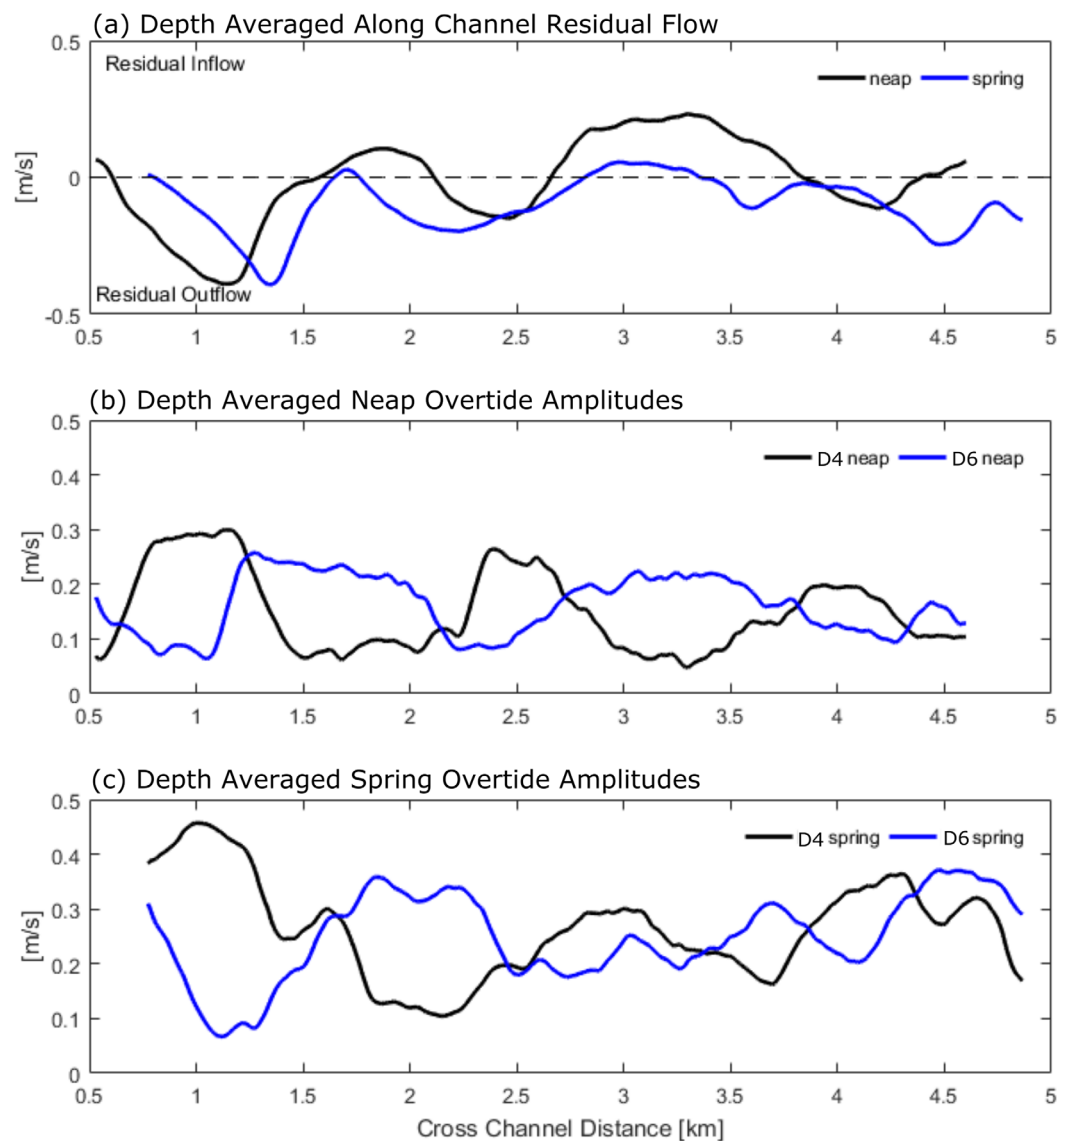 (a) Depth Averaged Along Channel Residual Flow
0.5
Residual Inflow
neap spring
[m/s]
0
Residual Outflow
-0.5
0.5 1 1.5 2 2.5 3 3.5 4 4.5 5
(b) Depth Averaged Neap Overtide Amplitudes
0.5
D4 neap D6 neap
0.4
0.3
[m/s]
0.2
0.1
0
0.5 1 1.5 2 2.5 3 3.5 4 4.5 5
(c) Depth Averaged Spring Overtide Amplitudes
0.5
D4 spring D6 spring
0.4
0.3
[m/s]
0.2
0.1
0
0.5 1 1.5 2 2.5 3 3.5 4 4.5 5
Cross Channel Distance [km]